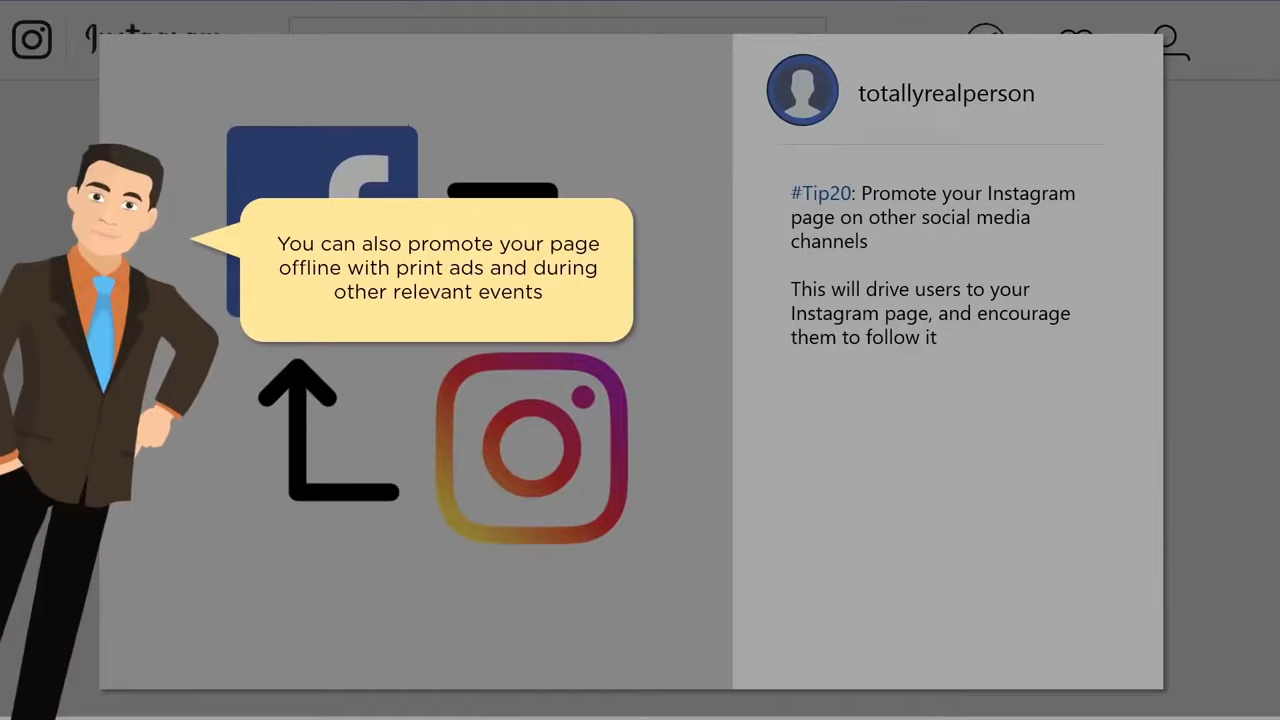 Instagram
totallyrealperson
You can also promote your page
offline with print ads and during
other relevant events
#Tip20: Promote your Instagram
page on other social media
channels
This will drive users to your
Instagram page, and encourage
them to follow it